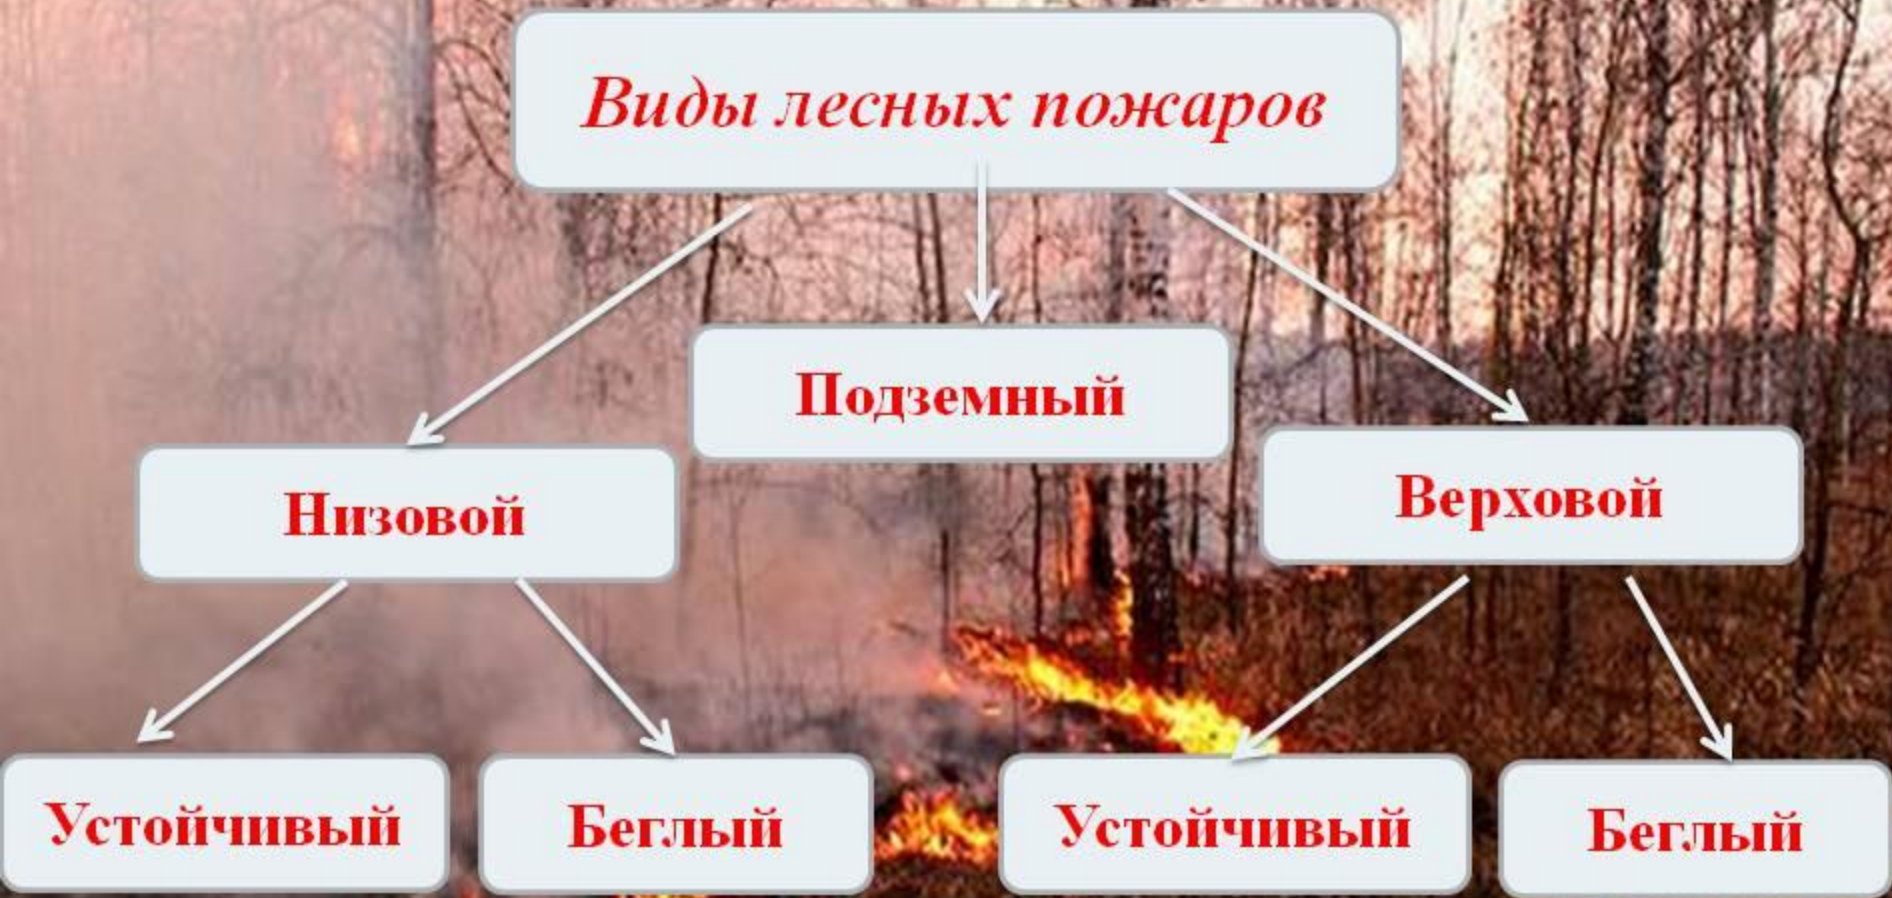 Виды лесных пожаров
Подземный
Низовой
Верховой
Устойчивый
Беглый
Устойчивый
Беглый